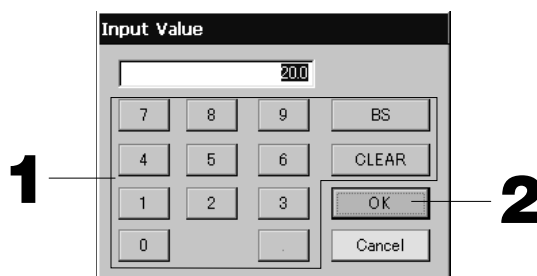 Input Value
20.0
7 8 9 BS
4 5 6 CLEAR
1 2 3 OK
0 . Cancel
1
2